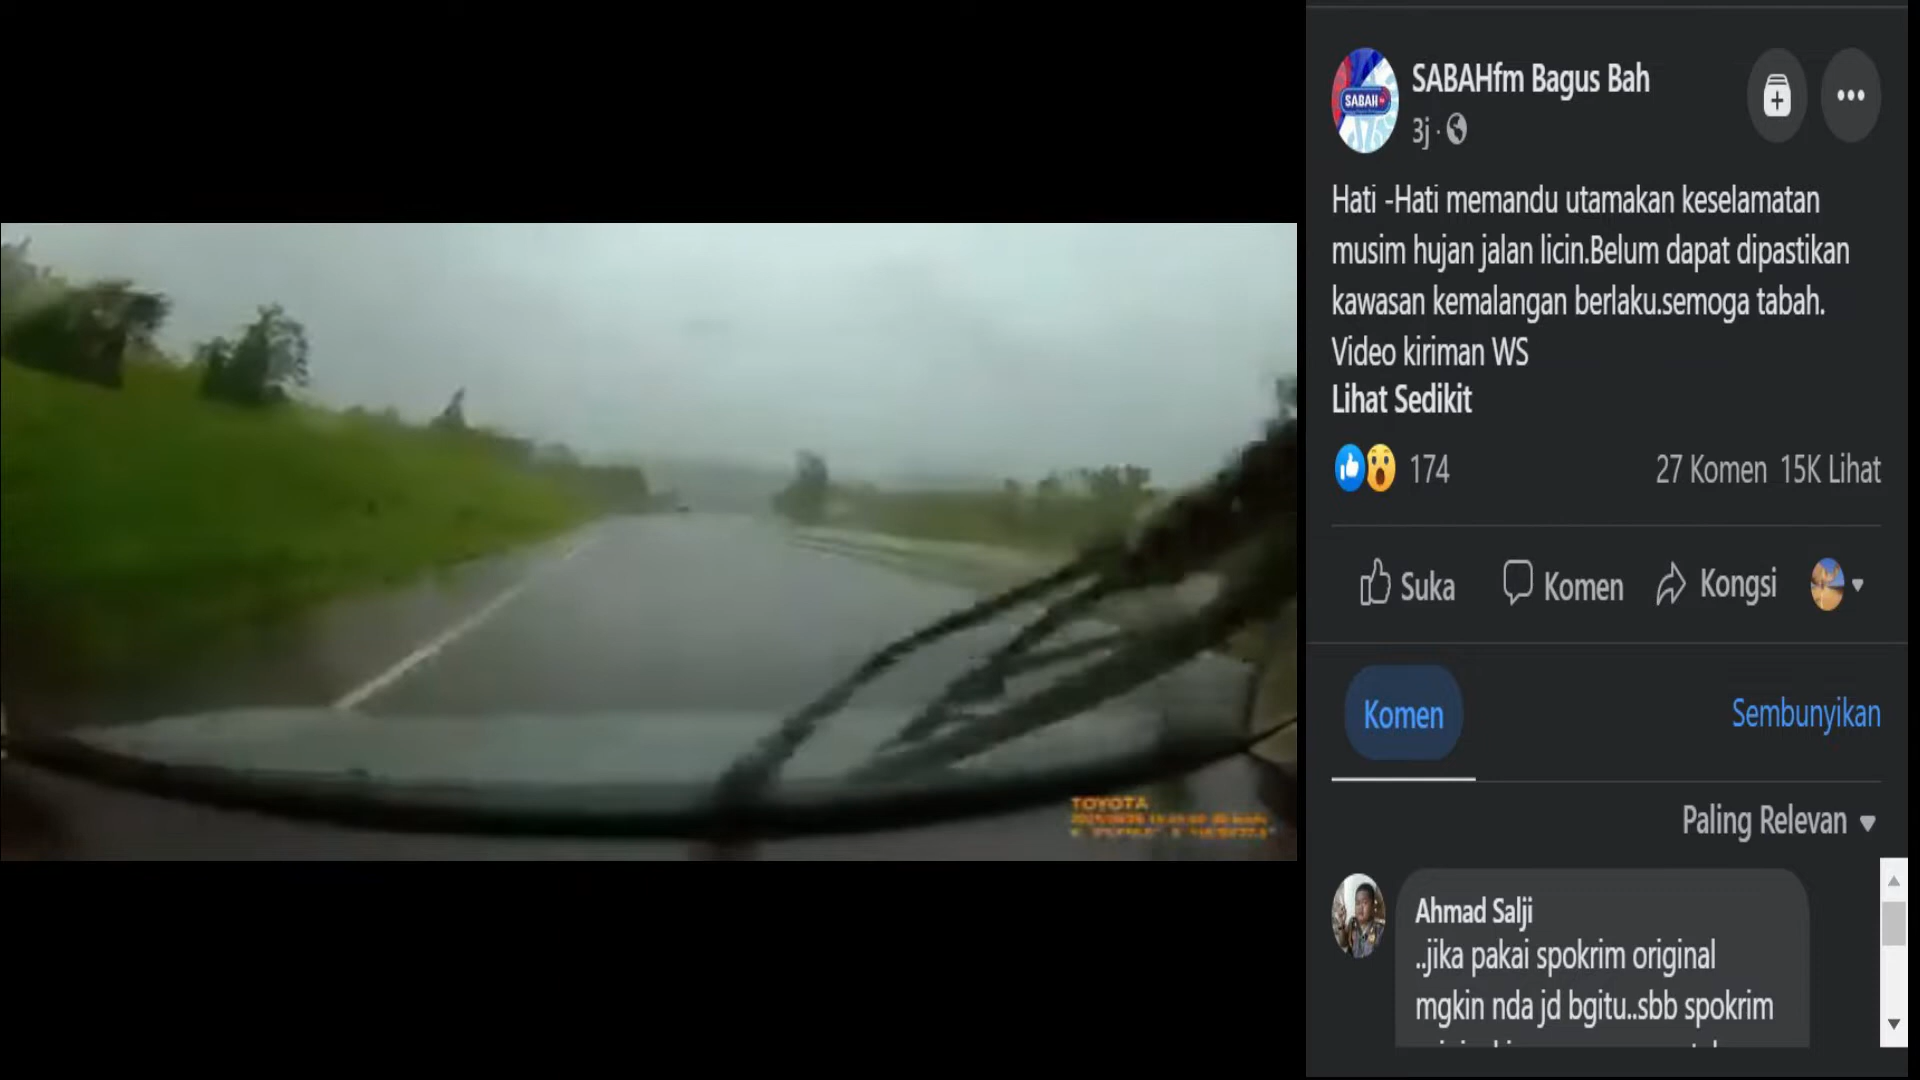 SABAHfm Bagus Bah
SABAH
3j ·
Hati -Hati memandu utamakan keselamatan
musim hujan jalan licin.Belum dapat dipastikan
kawasan kemalangan berlaku.semoga tabah.
Video kiriman WS
Lihat Sedikit
174
27 Komen 15K Lihat
Suka
Komen
Kongsi
Komen
Sembunyikan
TOYOTA
Paling Relevan
Ahmad Salji
..jika pakai spokrim original
mgkin nda jd bgitu..sbb spokrim